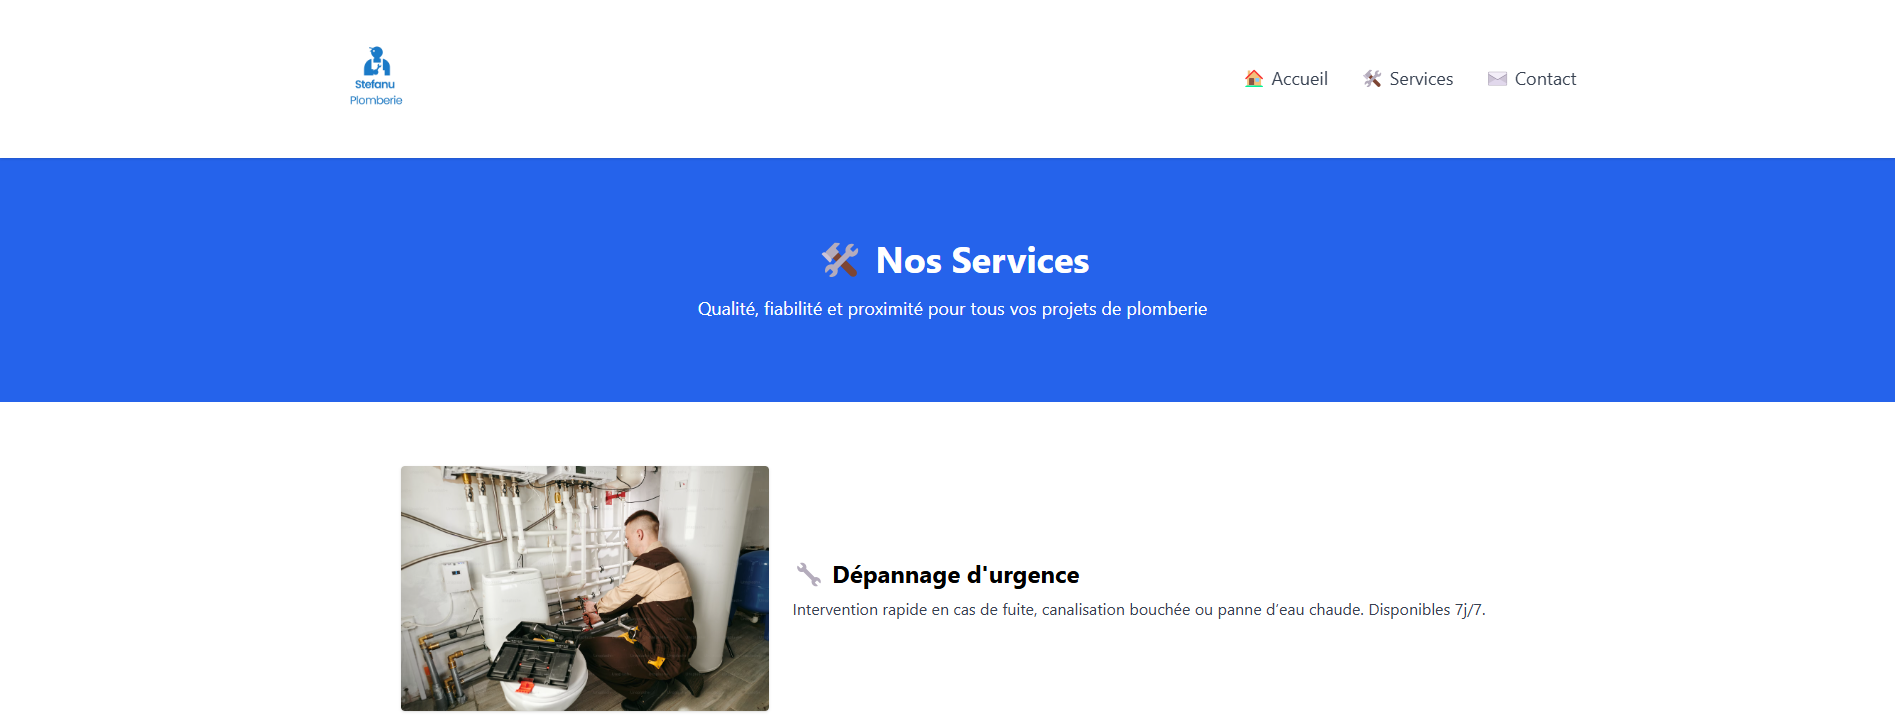 Stefanu
Plomberie
🏠 Accueil
🛠️ Services
✉️ Contact
🛠️ Nos Services
Qualité, fiabilité et proximité pour tous vos projets de plomberie
🔧 Dépannage d'urgence
Intervention rapide en cas de fuite, canalisation bouchée ou panne d’eau chaude. Disponibles 7j/7.